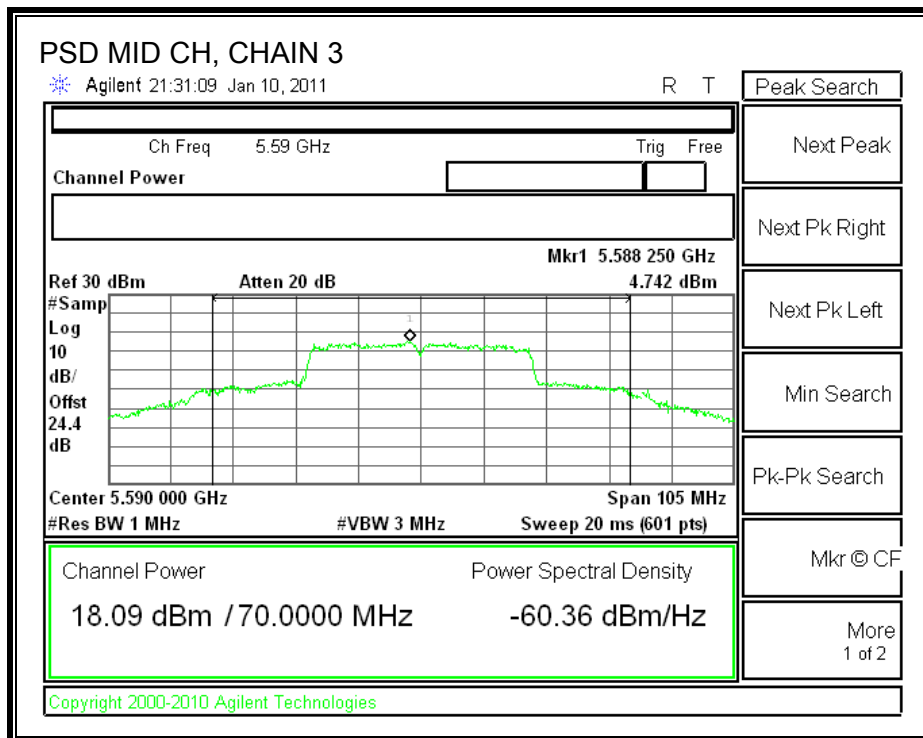 PSD MID CH, CHAIN 3
Agilent 21:31:09 Jan 10, 2011 R T
Peak Search
Ch Freq 5.59 GHz Trig Free
Next Peak
Channel Power
Next Pk Right
Mkr1 5.588 250 GHz
Ref 30 dBm Atten 20 dB 4.742 dBm
#Samp
Log
10
dB/
Offst
24.4
dB
1
Next Pk Left
Min Search
Pk-Pk Search
Center 5.590 000 GHz Span 105 MHz
#Res BW 1 MHz #VBW 3 MHz Sweep 20 ms (601 pts)
Mkr © CF
Channel Power Power Spectral Density
18.09 dBm / 70.0000 MHz -60.36 dBm/Hz
More
1 of 2
Copyright 2000-2010 Agilent Technologies